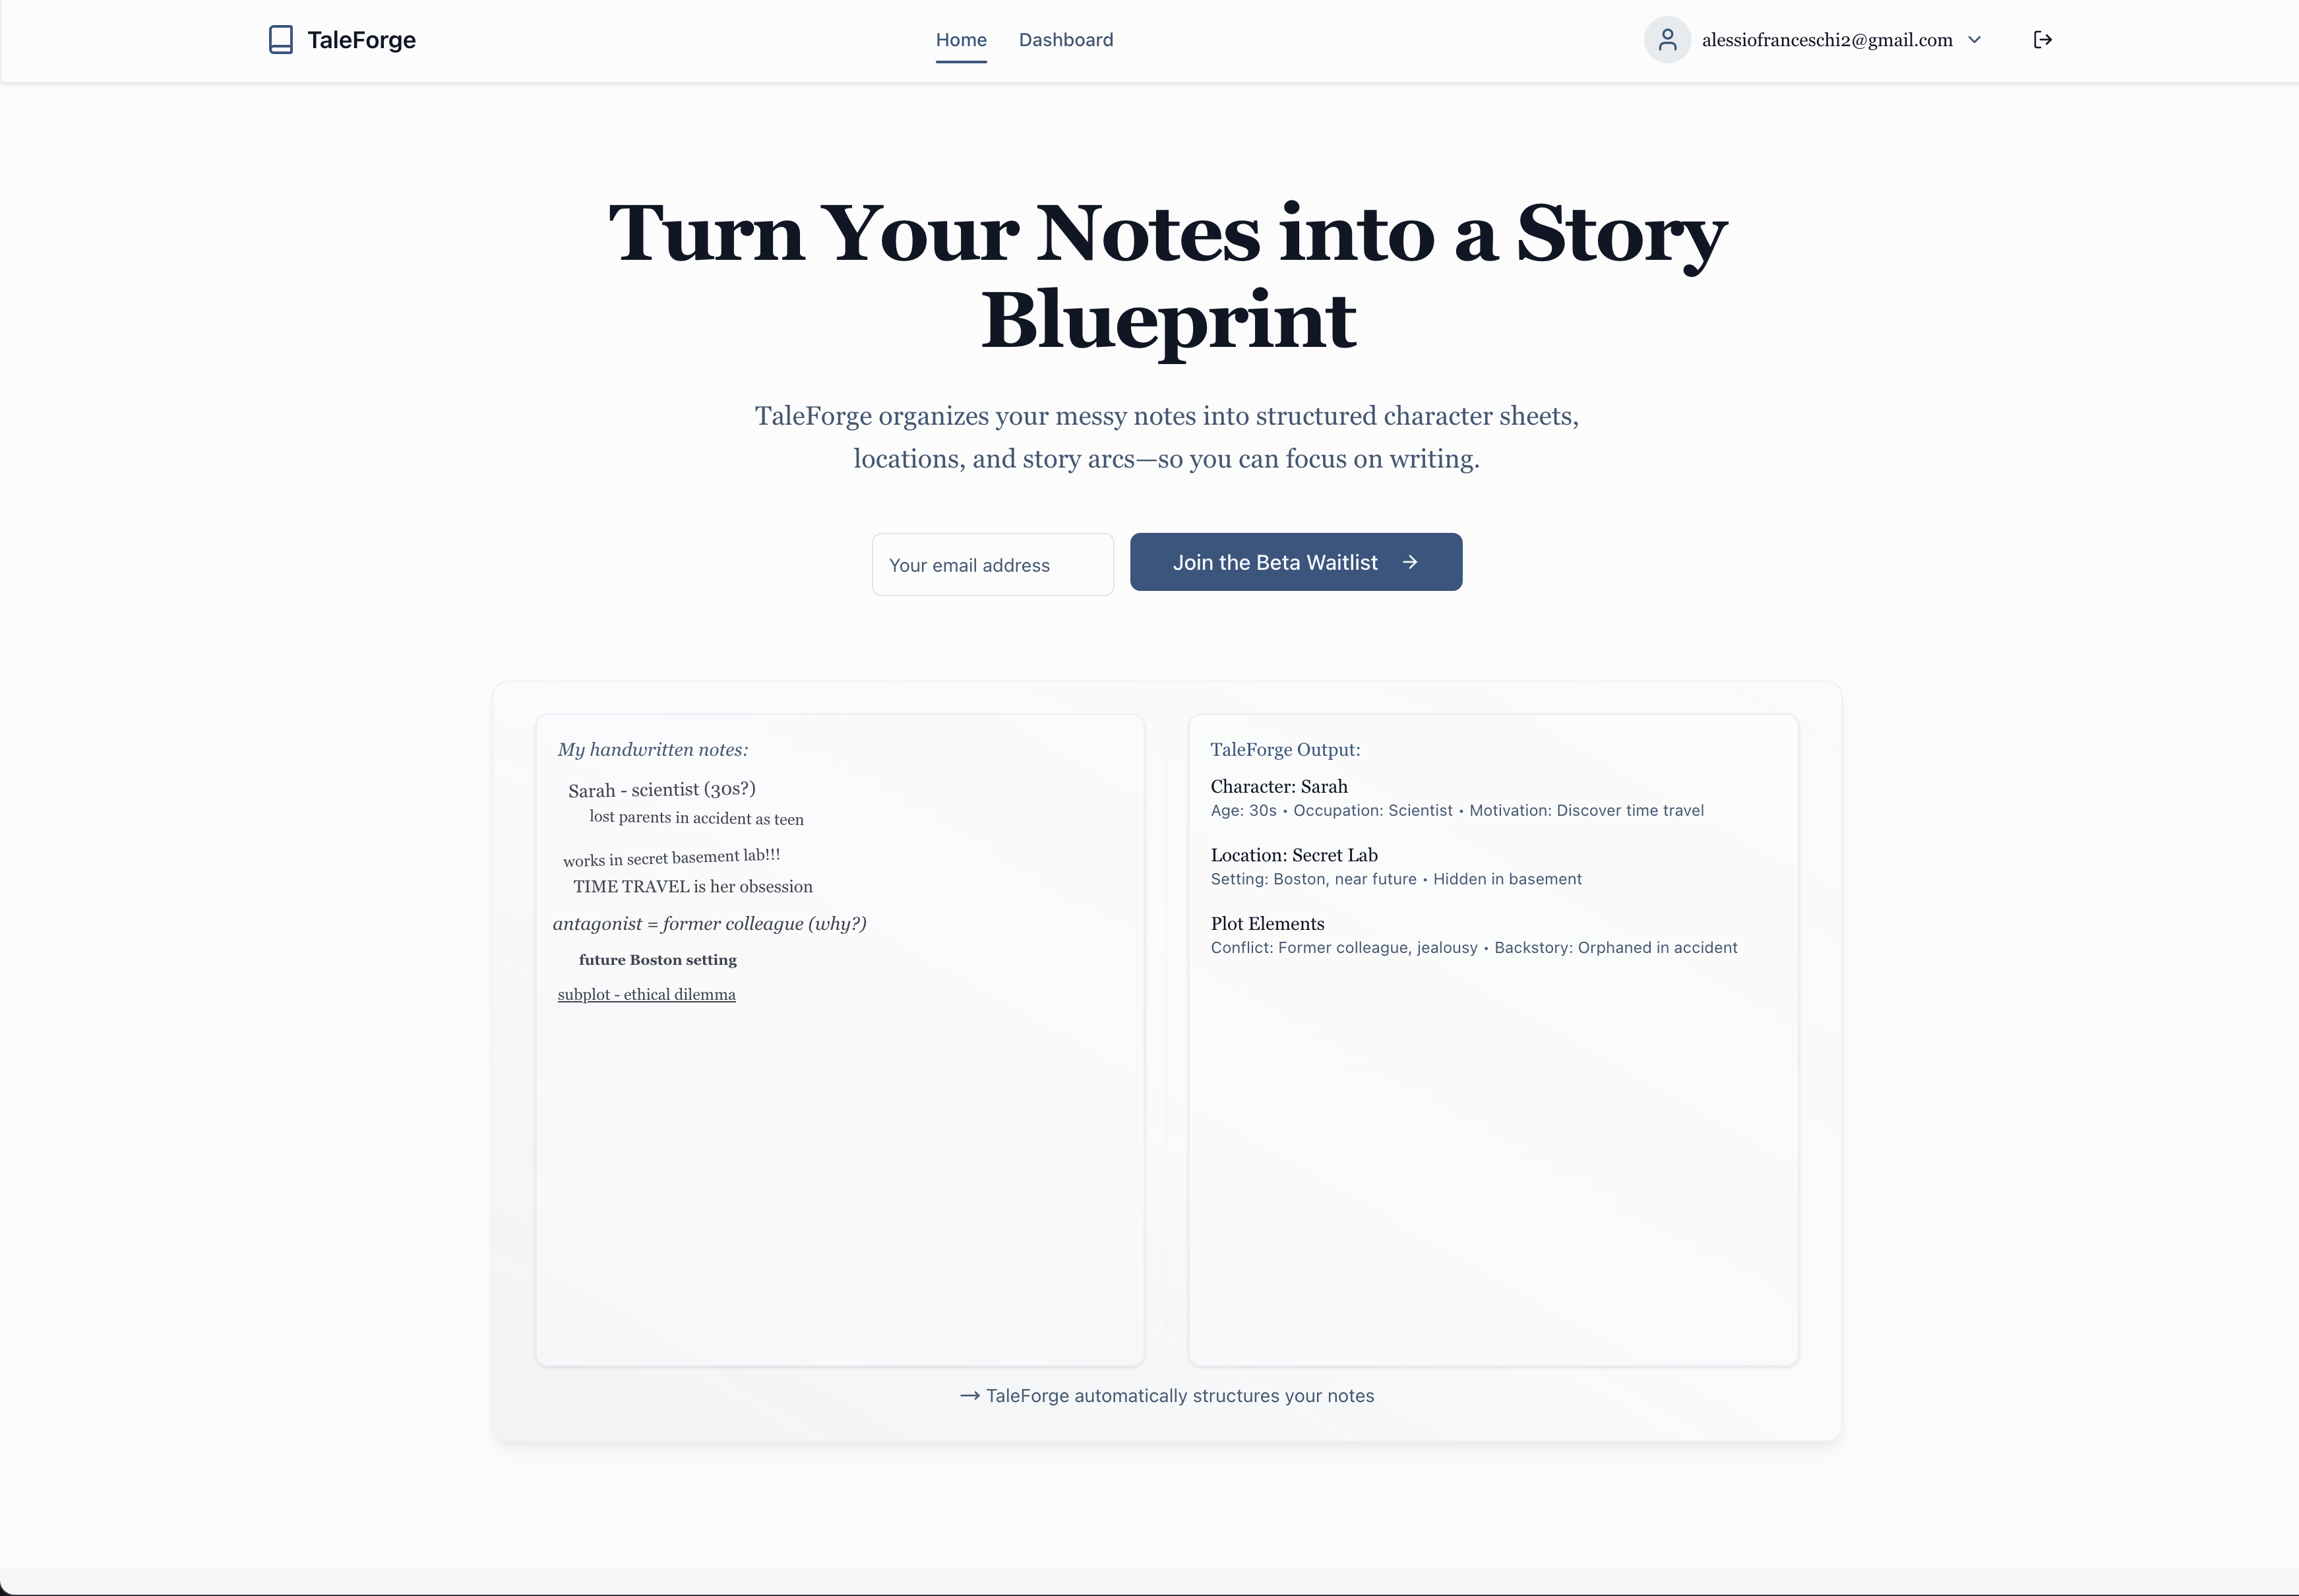 TaleForge
Home
Dashboard
alessiofranceschi2@gmail.com
Turn Your Notes into a Story
Blueprint
TaleForge organizes your messy notes into structured character sheets,
locations, and story arcs—so you can focus on writing.
Your email address
Join the Beta Waitlist →
My handwritten notes:
Sarah - scientist (30s?)
lost parents in accident as teen
works in secret basement lab!!!
TIME TRAVEL is her obsession
antagonist = former colleague (why?)
future Boston setting
subplot - ethical dilemma
TaleForge Output:
Character: Sarah
Age: 30s • Occupation: Scientist • Motivation: Discover time travel
Location: Secret Lab
Setting: Boston, near future • Hidden in basement
Plot Elements
Conflict: Former colleague, jealousy • Backstory: Orphaned in accident
→ TaleForge automatically structures your notes